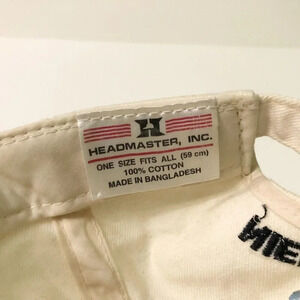 H
HEADMASTER, INC.
ONE SIZE FITS ALL (59 cm)
100% COTTON
MADE IN BANGLADESH